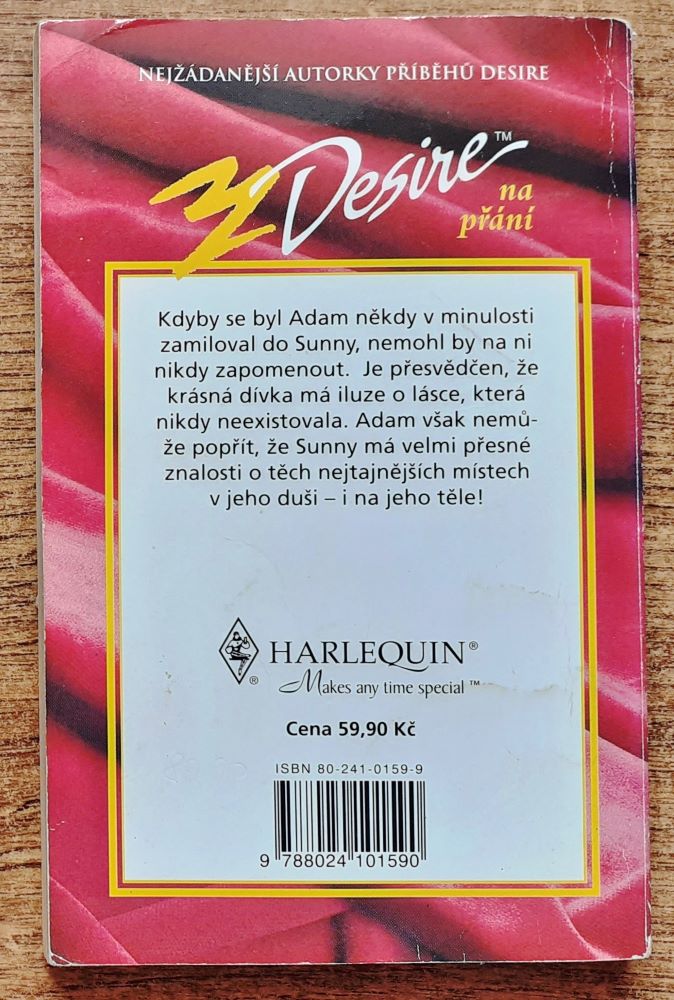 NEJŽÁDANĚJŠÍ AUTORKY PŘÍBĚHŮ DESIRE
3 Desire™
na
přání
Kdyby se byl Adam někdy v minulosti
zamiloval do Sunny, nemohl by na ni
nikdy zapomenout. Je přesvědčen, že
krásná dívka má iluze o lásce, která
nikdy neexistovala. Adam však nemů-
že popřít, že Sunny má velmi přesné
znalosti o těch nejtajnějších místech
v jeho duši – i na jeho těle!
HARLEQUIN®
®
Makes any time special™
Cena 59,90 Kč
ISBN 80-241-0159-9
9 788024 101590